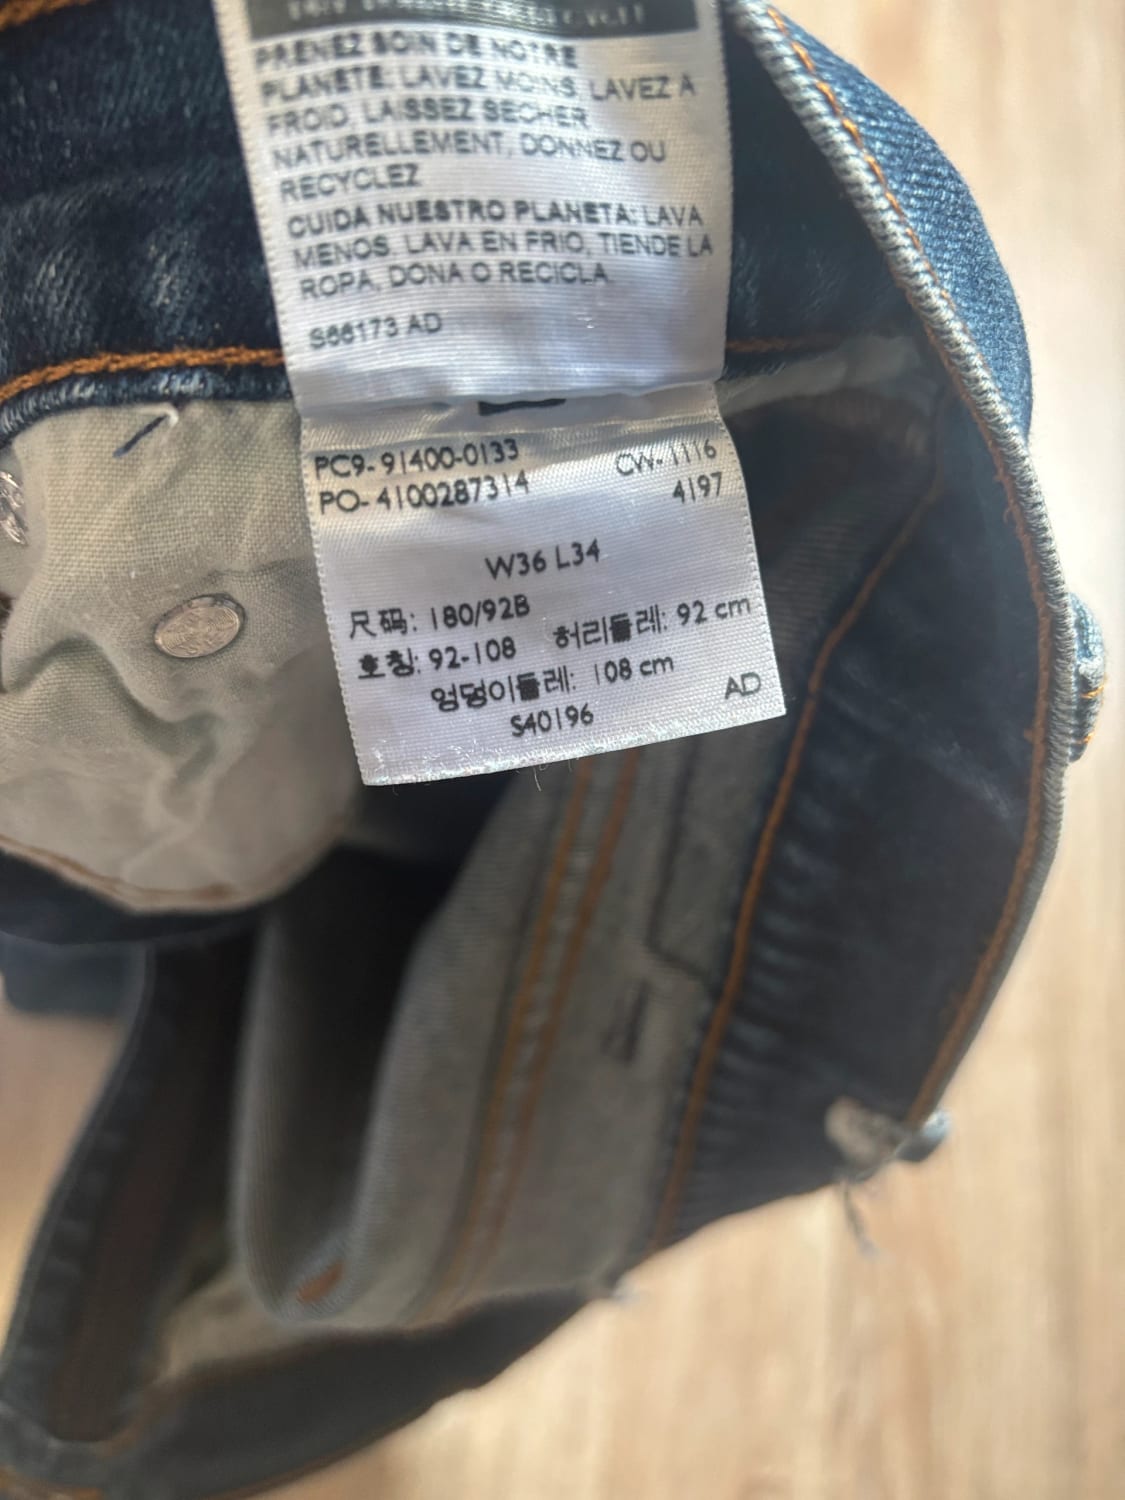 PRENEZ SOIN DE NOTRE
PLANETE: LAVEZ MOINS, LAVEZ A
FROID, LAISSEZ SECHER
NATURELLEMENT, DONNEZ OU
RECYCLEZ
CUIDA NUESTRO PLANETA: LAVA
MENOS, LAVA EN FRIO, TIENDE LA
ROPA, DONA O RECICLA
S66173 AD
PC9-91400-0133 CW-1116
PO-4100287314 4197
W36 L34
尺码: 180/92B
호칭: 92-108 허리둘레: 92 cm
엉덩이둘레: 108 cm
S40196 AD